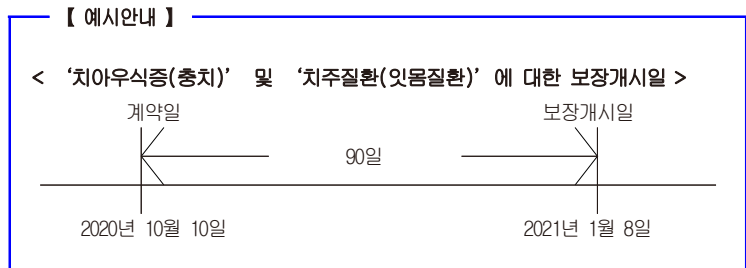 【 예시안내 】
< ‘치아우식증(충치)’ 및 ‘치주질환(잇몸질환)’에 대한 보장개시일 >
계약일 보장개시일
90일
2020년 10월 10일 2021년 1월 8일